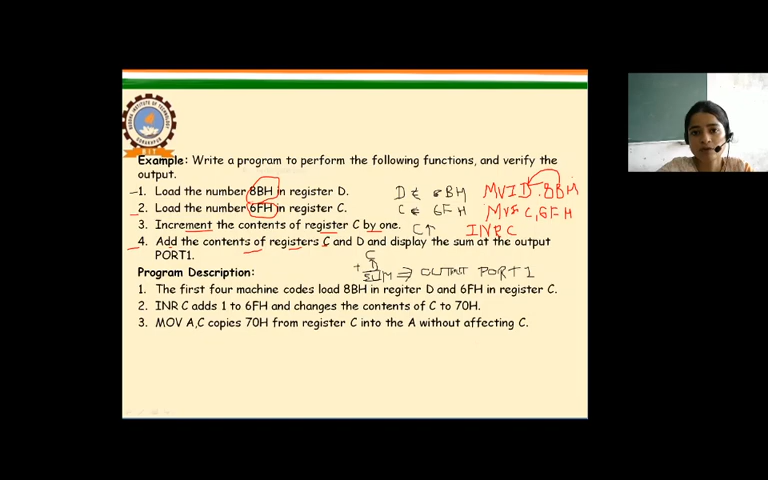 Example: Write a program to perform the following functions, and verify the
output.
1. Load the number 8BH in register D. D ← 8BH MVI D, 8BH
2. Load the number 6FH in register C. C ← 6FH MVI C, 6FH
3. Increment the contents of register C by one. C↑ INR C
4. Add the contents of registers C and D and display the sum at the output
PORT1.
C
+ D
SUM ⇒ OUTPUT PORT 1
Program Description:
1. The first four machine codes load 8BH in regiter D and 6FH in register C.
2. INR C adds 1 to 6FH and changes the contents of C to 70H.
3. MOV A,C copies 70H from register C into the A without affecting C.